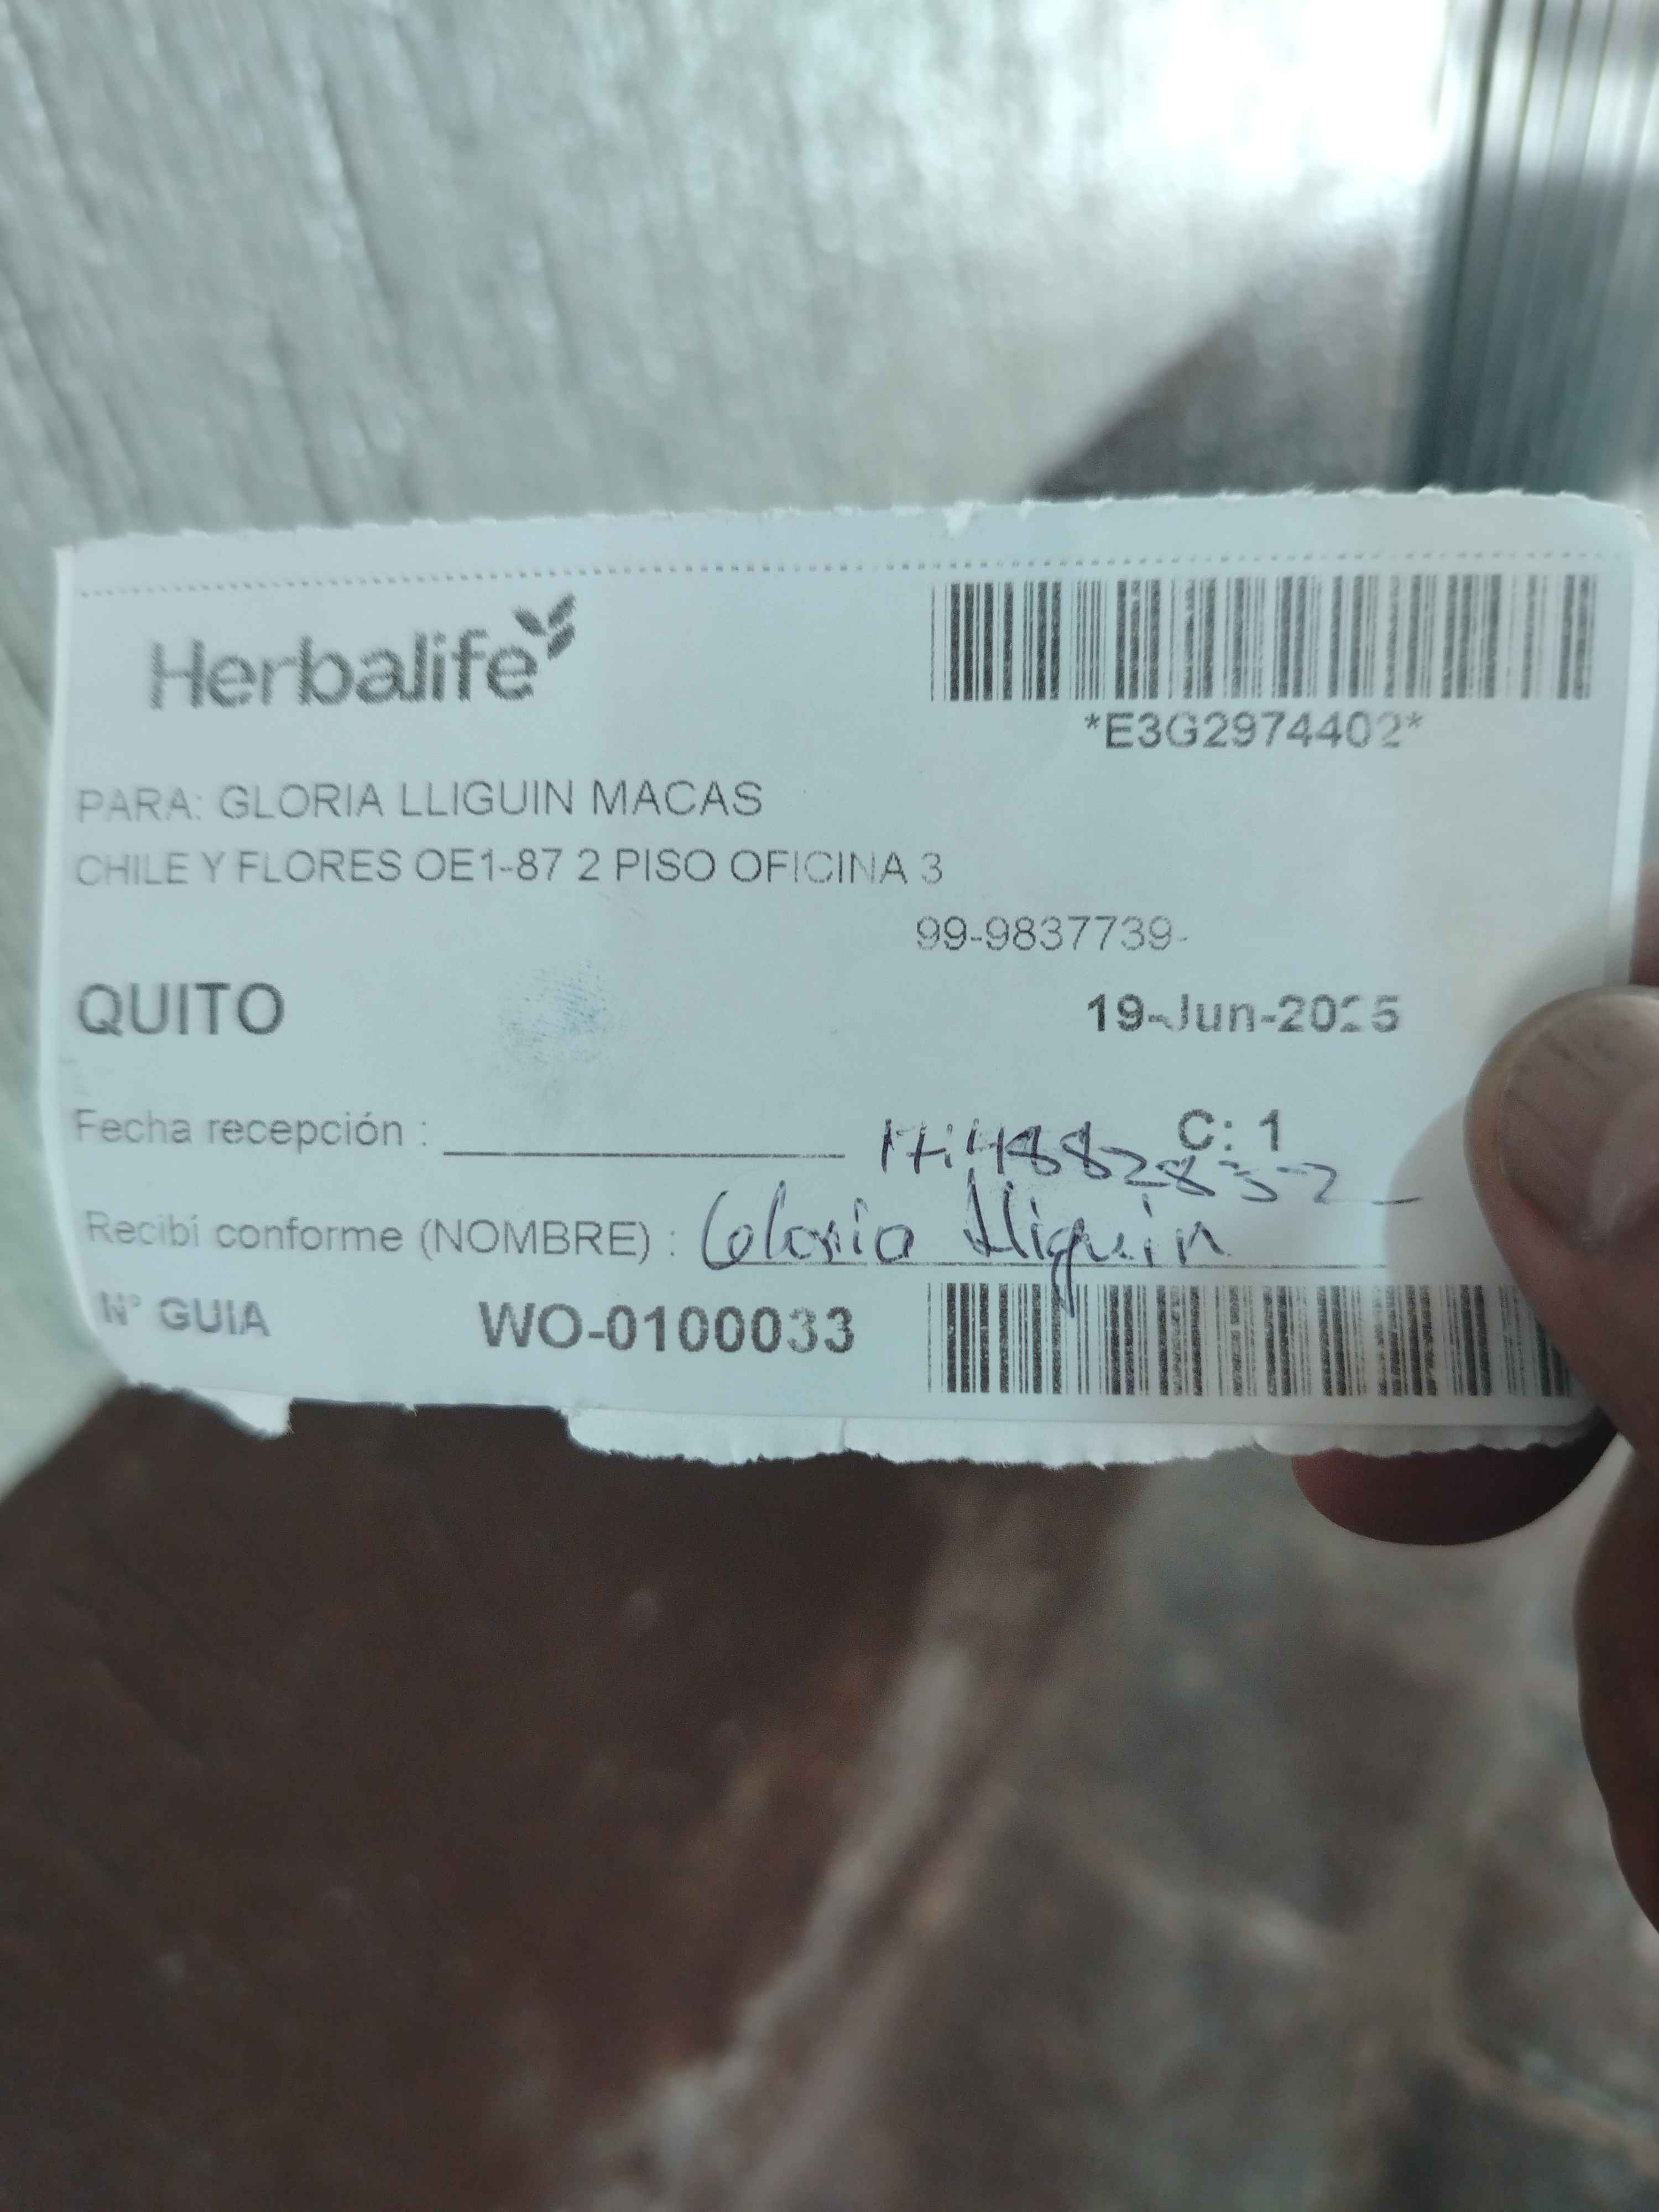 Herbalife
*E3G2974402*
PARA: GLORIA LLIGUIN MACAS
CHILE Y FLORES OE1-87 2 PISO OFICINA 3
99-9837739-
QUITO
19-Jun-2025
Fecha recepción :
C: 1
Recibí conforme (NOMBRE) : Gloria Lliguin
N° GUIA WO-0100033